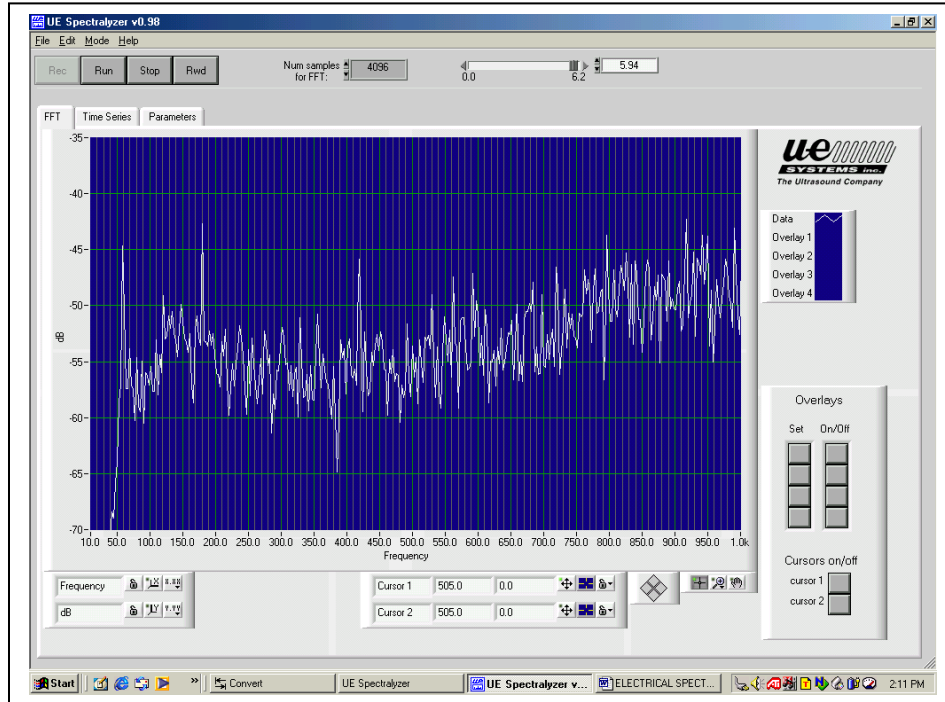 UE Spectralyzer v0.98
File Edit Mode Help
Rec Run Stop Rwd
Num samples for FFT: 4096
0.0 6.2
5.94
FFT Time Series Parameters
-35
-40
-45
-50
-55
-60
-65
-70
dB
10.0 50.0 100.0 150.0 200.0 250.0 300.0 350.0 400.0 450.0 500.0 550.0 600.0 650.0 700.0 750.0 800.0 850.0 900.0 950.0 1.0k
Frequency
ue
SYSTEMS inc.
The Ultrasound Company
Data
Overlay 1
Overlay 2
Overlay 3
Overlay 4
Overlays
Set On/Off
Cursors on/off
cursor 1
cursor 2
Frequency
dB
Cursor 1 505.0 0.0
Cursor 2 505.0 0.0
Start
Convert
UE Spectralyzer
UE Spectralyzer v...
ELECTRICAL SPECT...
2:11 PM